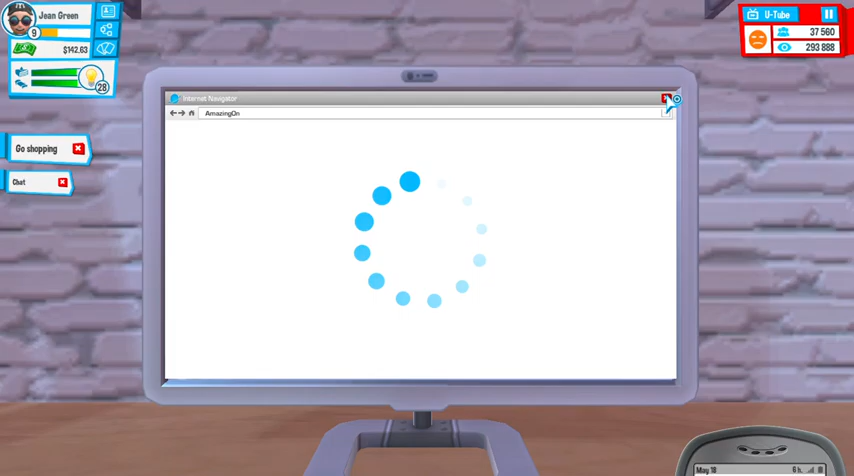 Jean Green
9
$142.63
28
Go shopping
Chat
Internet Navigator
AmazingOn
U-Tube
37 560
293 888
May 18
6 h.